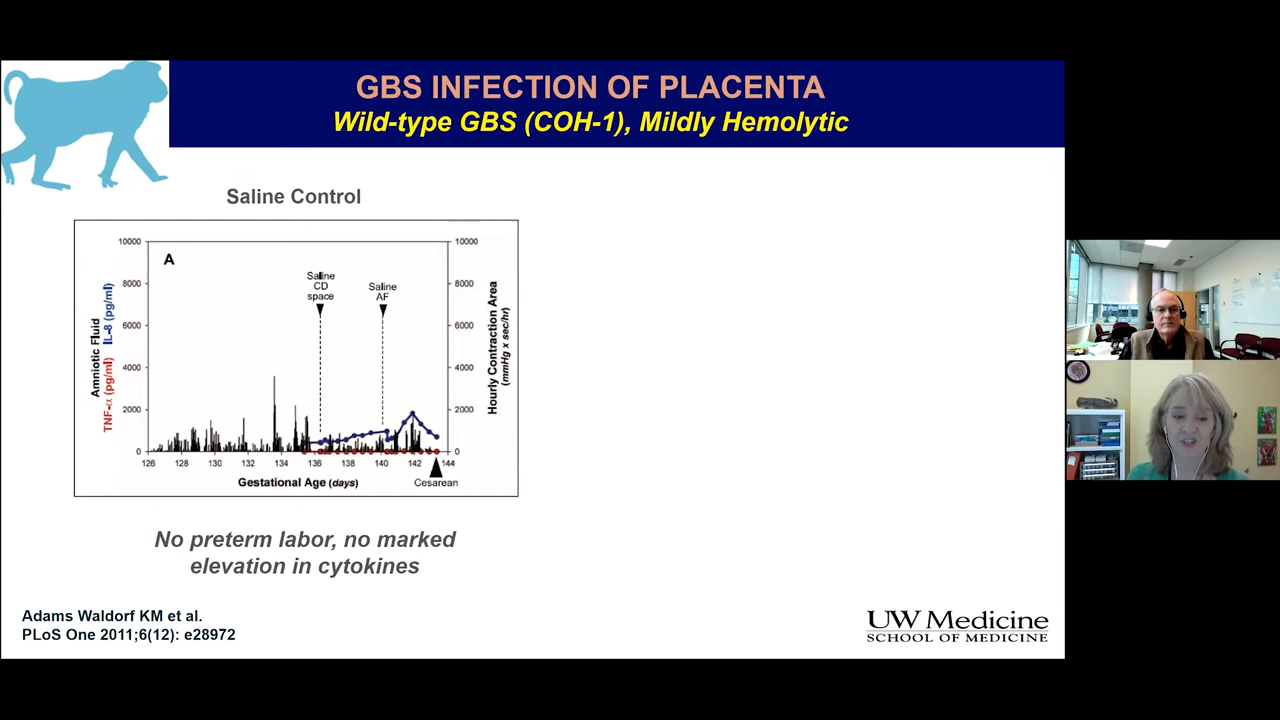 GBS INFECTION OF PLACENTA
Wild-type GBS (COH-1), Mildly Hemolytic
Saline Control
A
Saline
CD
space
Saline
AF
Amniotic Fluid
IL-8 (pg/ml)
TNF-α (pg/ml)
10000
8000
6000
4000
2000
0
10000
8000
6000
4000
2000
0
Hourly Contraction Area
(mmHg x sec/hr)
126 128 130 132 134 136 138 140 142 144
Gestational Age (days)
Cesarean
No preterm labor, no marked
elevation in cytokines
Adams Waldorf KM et al.
PLoS One 2011;6(12): e28972
UW Medicine
SCHOOL OF MEDICINE